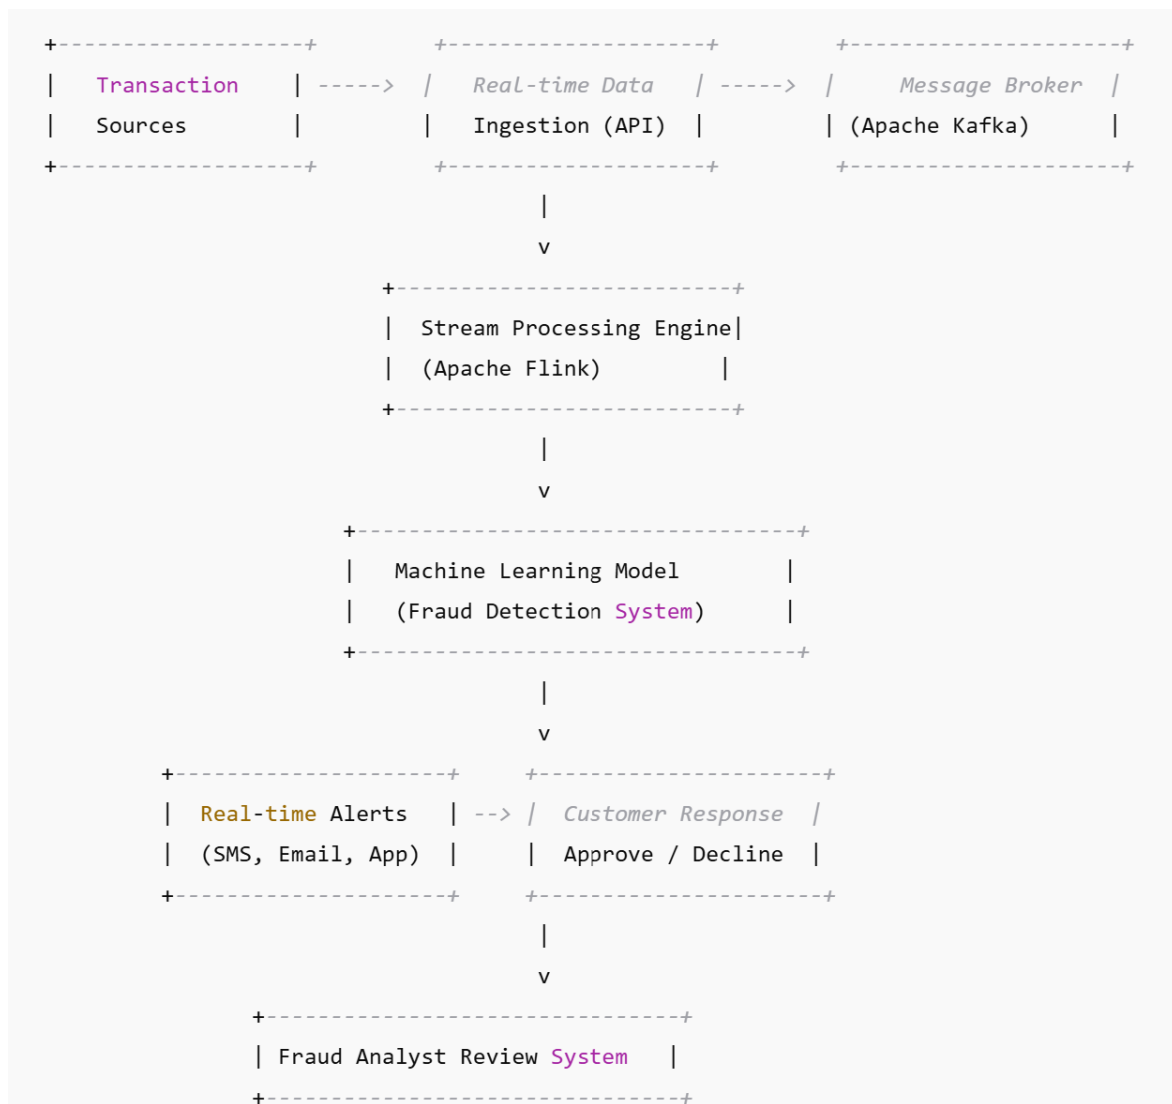 +-------------------+         +--------------------+         +---------------------+
|   Transaction    | ----->  |   Real-time Data   | ----->  |     Message Broker  |
|   Sources        |         |   Ingestion (API)  |         | (Apache Kafka)      |
+-------------------+         +--------------------+         +---------------------+
|
v
+--------------------------+
|  Stream Processing Engine|
|  (Apache Flink)         |
+--------------------------+
|
v
+----------------------------------+
|   Machine Learning Model        |
|   (Fraud Detection System)      |
+----------------------------------+
|
v
+---------------------+     +----------------------+
|  Real-time Alerts   | --> |  Customer Response  |
|  (SMS, Email, App)  |     |  Approve / Decline  |
+---------------------+     +----------------------+
|
v
+--------------------------------+
| Fraud Analyst Review System   |
+--------------------------------+